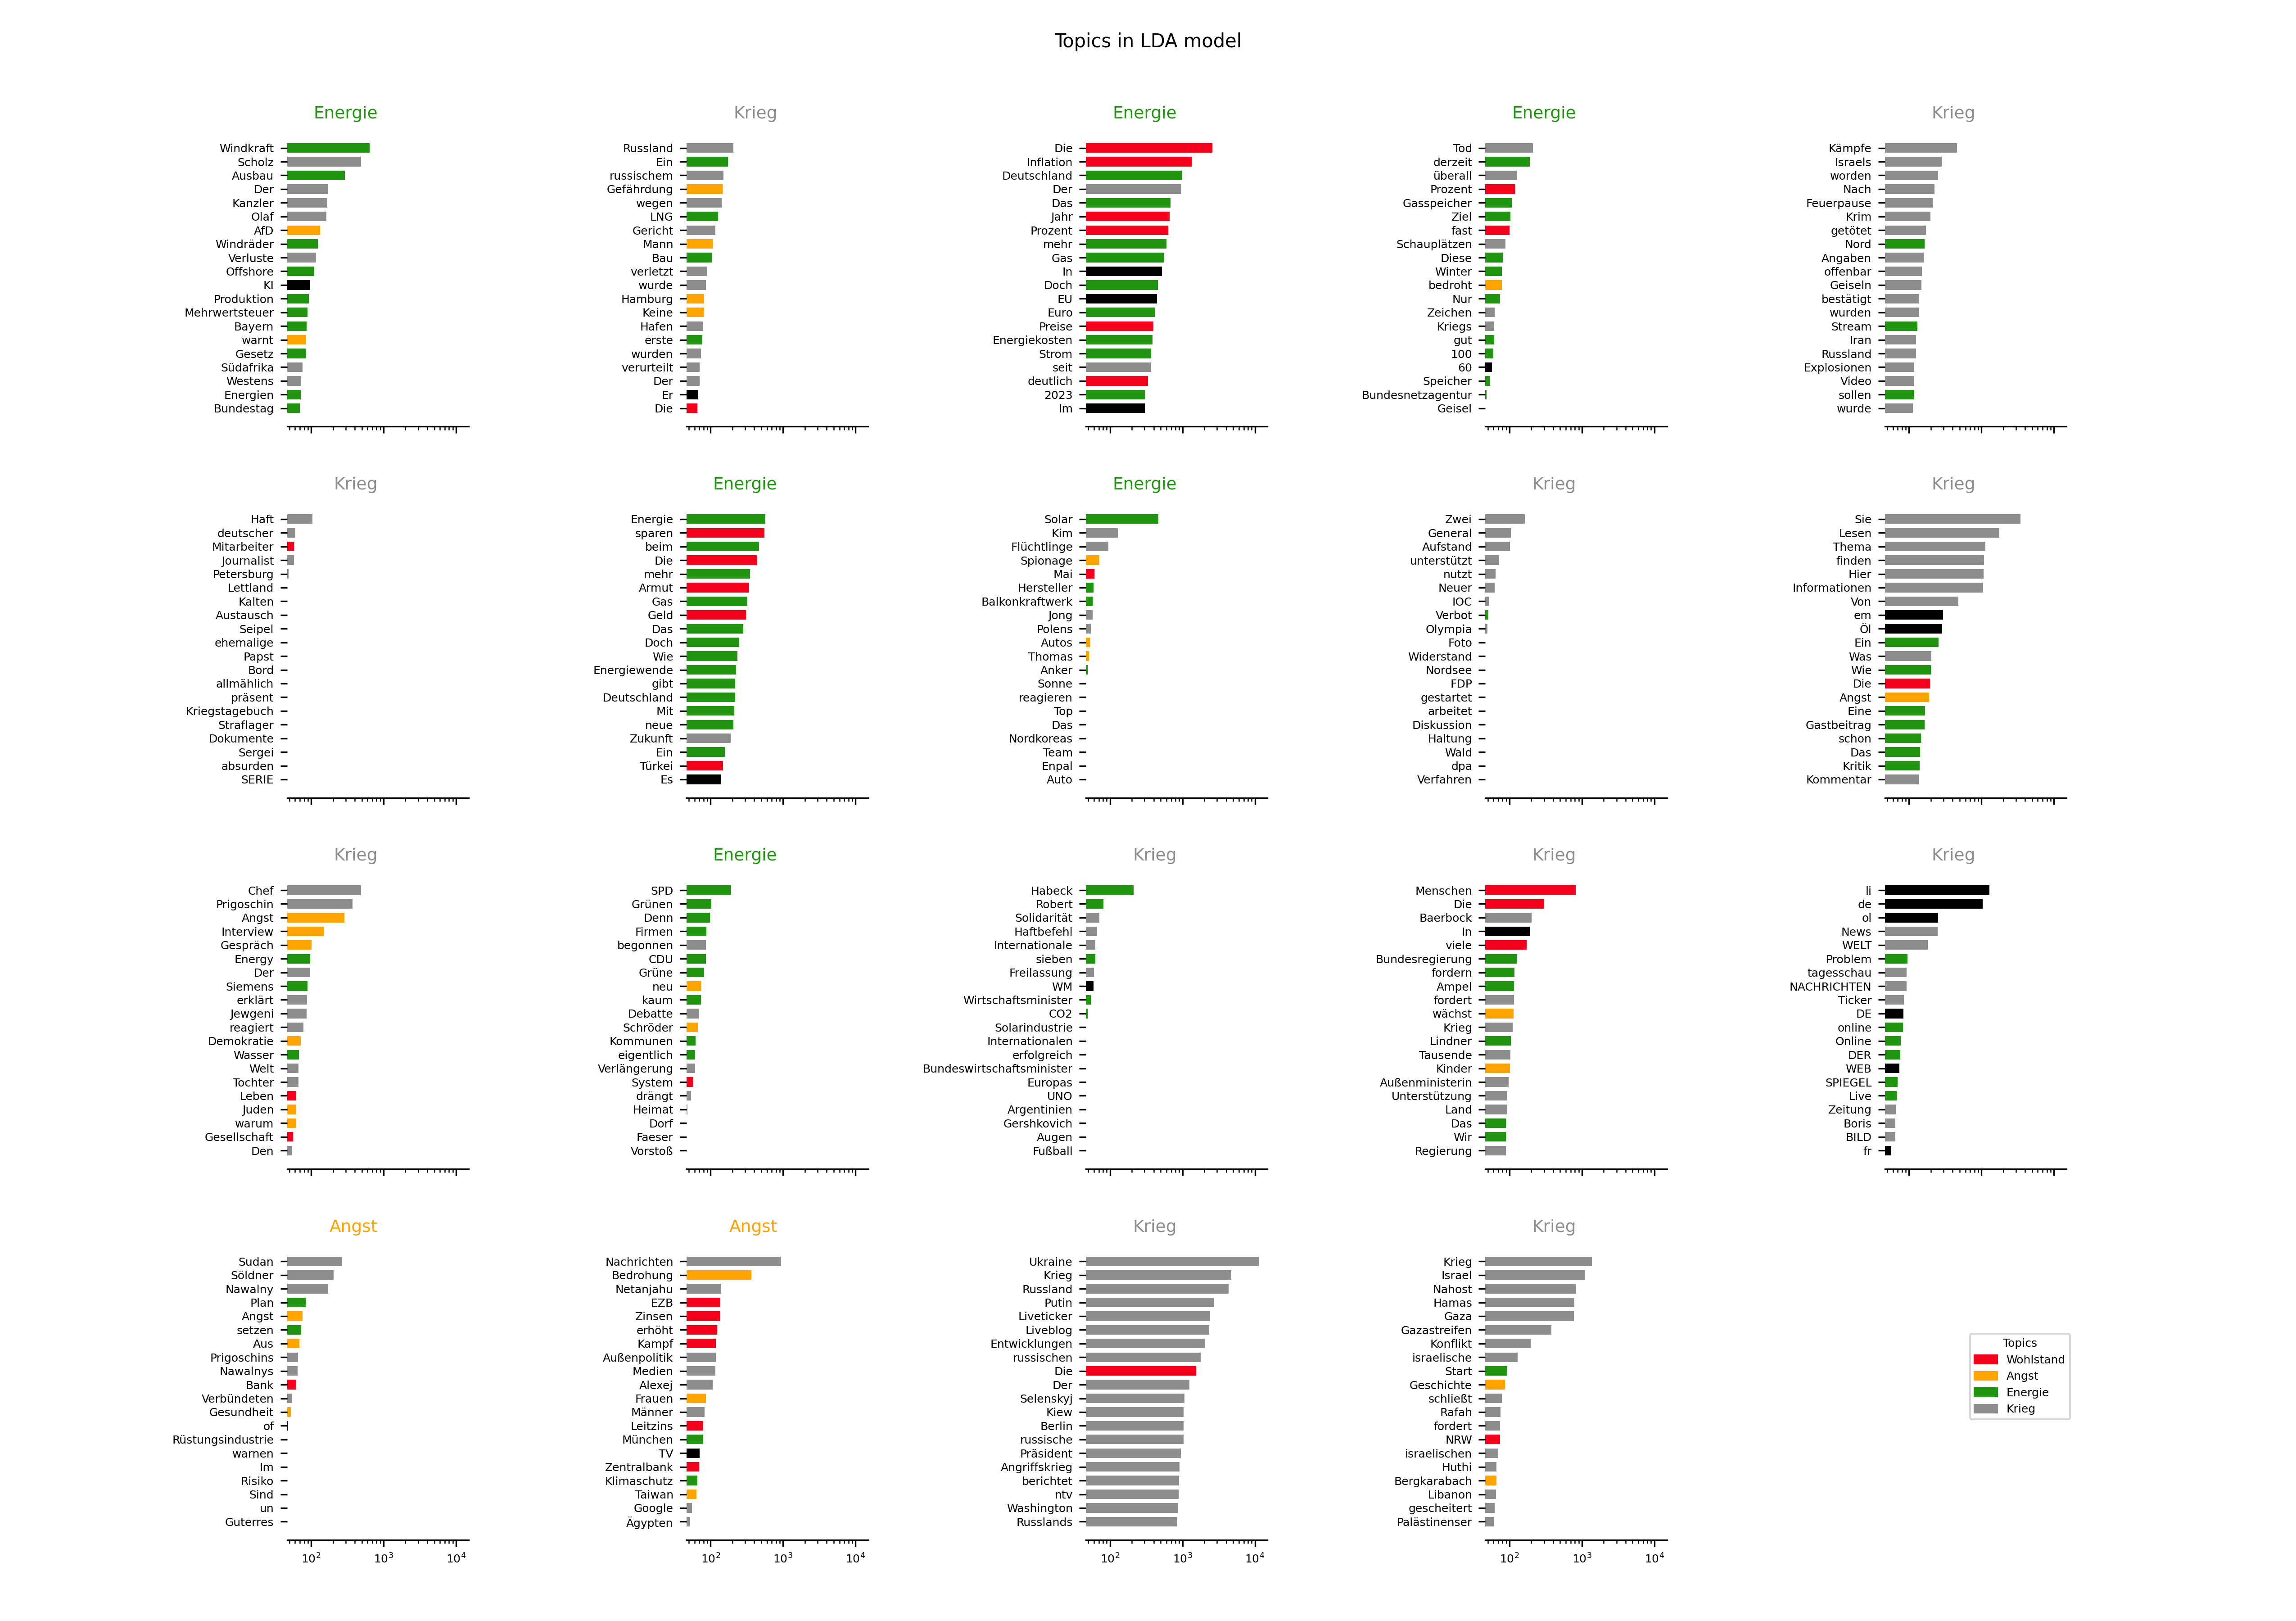 Topics in LDA model
Energie
Windkraft
Scholz
Ausbau
Der
Kanzler
Olaf
AfD
Windräder
Verluste
Offshore
KI
Produktion
Mehrwertsteuer
Bayern
warnt
Gesetz
Südafrika
Westens
Energien
Bundestag
Krieg
Russland
Ein
russischem
Gefährdung
wegen
LNG
Gericht
Mann
Bau
verletzt
wurde
Hamburg
Keine
Hafen
erste
wurden
verurteilt
Der
Er
Die
Energie
Die
Inflation
Deutschland
Der
Das
Jahr
Prozent
mehr
Gas
In
Doch
EU
Euro
Preise
Energiekosten
Strom
seit
deutlich
2023
Im
Energie
Tod
derzeit
überall
Prozent
Gasspeicher
Ziel
fast
Schauplätzen
Diese
Winter
bedroht
Nur
Zeichen
Kriegs
gut
100
60
Speicher
Bundesnetzagentur
Geisel
Krieg
Kämpfe
Israels
worden
Nach
Feuerpause
Krim
getötet
Nord
Angaben
offenbar
Geiseln
bestätigt
wurden
Stream
Iran
Russland
Explosionen
Video
sollen
wurde
Krieg
Haft
deutscher
Mitarbeiter
Journalist
Petersburg
Lettland
Kalten
Austausch
Seipel
ehemalige
Papst
Bord
allmählich
präsent
Kriegstagebuch
Straflager
Dokumente
Sergei
absurden
SERIE
Energie
Energie
sparen
beim
Die
mehr
Armut
Gas
Geld
Das
Doch
Wie
Energiewende
gibt
Deutschland
Mit
neue
Zukunft
Ein
Türkei
Es
Energie
Solar
Kim
Flüchtlinge
Spionage
Mai
Hersteller
Balkonkraftwerk
Jong
Polens
Autos
Thomas
Anker
Sonne
reagieren
Top
Das
Nordkoreas
Team
Enpal
Auto
Krieg
Zwei
General
Aufstand
unterstützt
nutzt
Neuer
IOC
Verbot
Olympia
Foto
Widerstand
Nordsee
FDP
gestartet
arbeitet
Diskussion
Haltung
Wald
dpa
Verfahren
Krieg
Sie
Lesen
Thema
finden
Hier
Informationen
Von
em
Öl
Ein
Was
Wie
Die
Angst
Eine
Gastbeitrag
schon
Das
Kritik
Kommentar
Krieg
Chef
Prigoschin
Angst
Interview
Gespräch
Energy
Der
Siemens
erklärt
Jewgeni
reagiert
Demokratie
Wasser
Welt
Tochter
Leben
Juden
warum
Gesellschaft
Den
Energie
SPD
Grünen
Denn
Firmen
begonnen
CDU
Grüne
neu
kaum
Debatte
Schröder
Kommunen
eigentlich
Verlängerung
System
drängt
Heimat
Dorf
Faeser
Vorstoß
Krieg
Habeck
Robert
Solidarität
Haftbefehl
Internationale
sieben
Freilassung
WM
Wirtschaftsminister
CO2
Solarindustrie
Internationalen
erfolgreich
Bundeswirtschaftsminister
Europas
UNO
Argentinien
Gershkovich
Augen
Fußball
Krieg
Menschen
Die
Baerbock
In
viele
Bundesregierung
fordern
Ampel
fordert
wächst
Krieg
Lindner
Tausende
Kinder
Außenministerin
Unterstützung
Land
Das
Wir
Regierung
Krieg
li
de
ol
News
WELT
Problem
tagesschau
NACHRICHTEN
Ticker
DE
online
Online
DER
WEB
SPIEGEL
Live
Zeitung
Boris
BILD
fr
Angst
Sudan
Söldner
Nawalny
Plan
Angst
setzen
Aus
Prigoschins
Nawalnys
Bank
Verbündeten
Gesundheit
of
Rüstungsindustrie
warnen
Im
Risiko
Sind
un
Guterres
10² 10³ 10⁴
Angst
Nachrichten
Bedrohung
Netanjahu
EZB
Zinsen
erhöht
Kampf
Außenpolitik
Medien
Alexej
Frauen
Männer
Leitzins
München
TV
Zentralbank
Klimaschutz
Taiwan
Google
Ägypten
10² 10³ 10⁴
Krieg
Ukraine
Krieg
Russland
Putin
Liveticker
Liveblog
Entwicklungen
russischen
Die
Der
Selenskyj
Kiew
Berlin
russische
Präsident
Angriffskrieg
berichtet
ntv
Washington
Russlands
10² 10³ 10⁴
Krieg
Krieg
Israel
Nahost
Hamas
Gaza
Gazastreifen
Konflikt
israelische
Start
Geschichte
schließt
Rafah
fordert
NRW
israelischen
Huthi
Bergkarabach
Libanon
gescheitert
Palästinenser
10² 10³ 10⁴
Topics
Wohlstand
Angst
Energie
Krieg